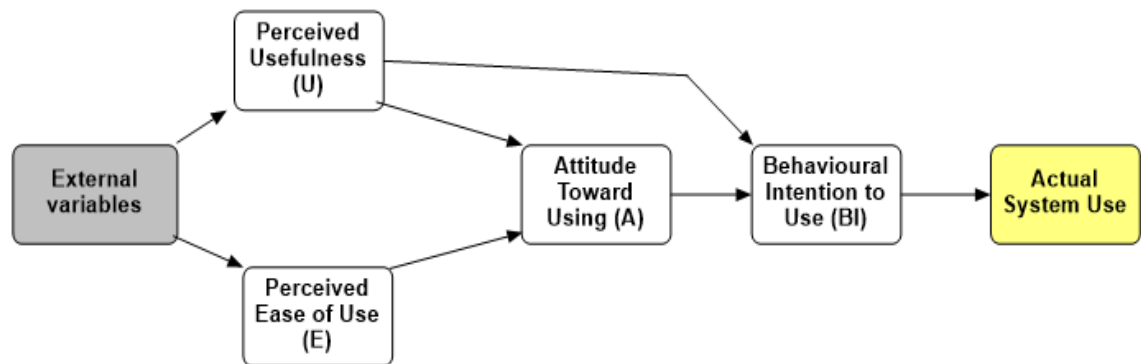 Perceived
Usefulness
(U)
External
variables
Attitude
Toward
Using (A)
Behavioural
Intention to
Use (BI)
Actual
System Use
Perceived
Ease of Use
(E)